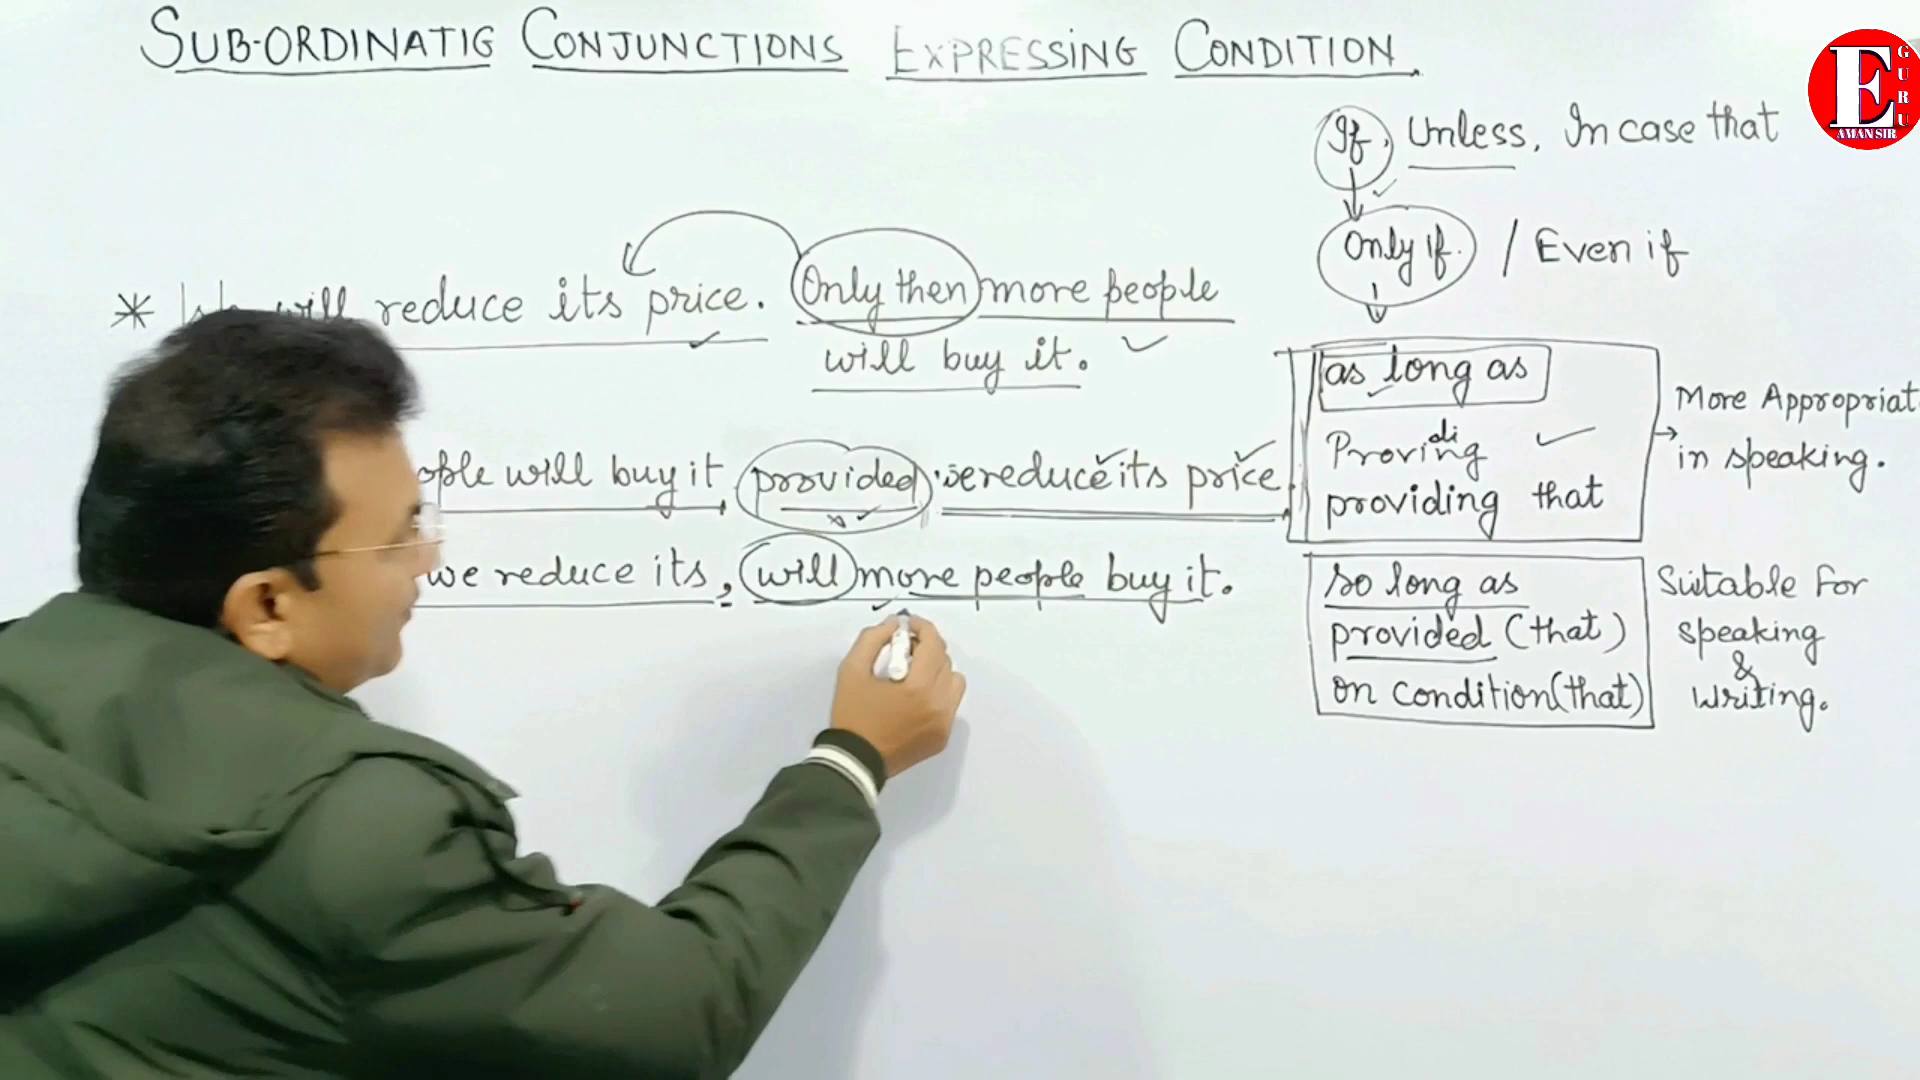 SUB-ORDINATIG CONJUNCTIONS EXPRESSING CONDITION
E GURU
AMAN SIR
If, Unless, In case that
Only if. / Even if
* will reduce its price. Only then more people
will buy it.
as long as
Providing
providing that
More Appropriat
in speaking.
ople will buy it provided we reduce its price.
we reduce its, will more people buy it.
so long as
provided (that)
on condition (that)
Suitable For
speaking
&
writing.